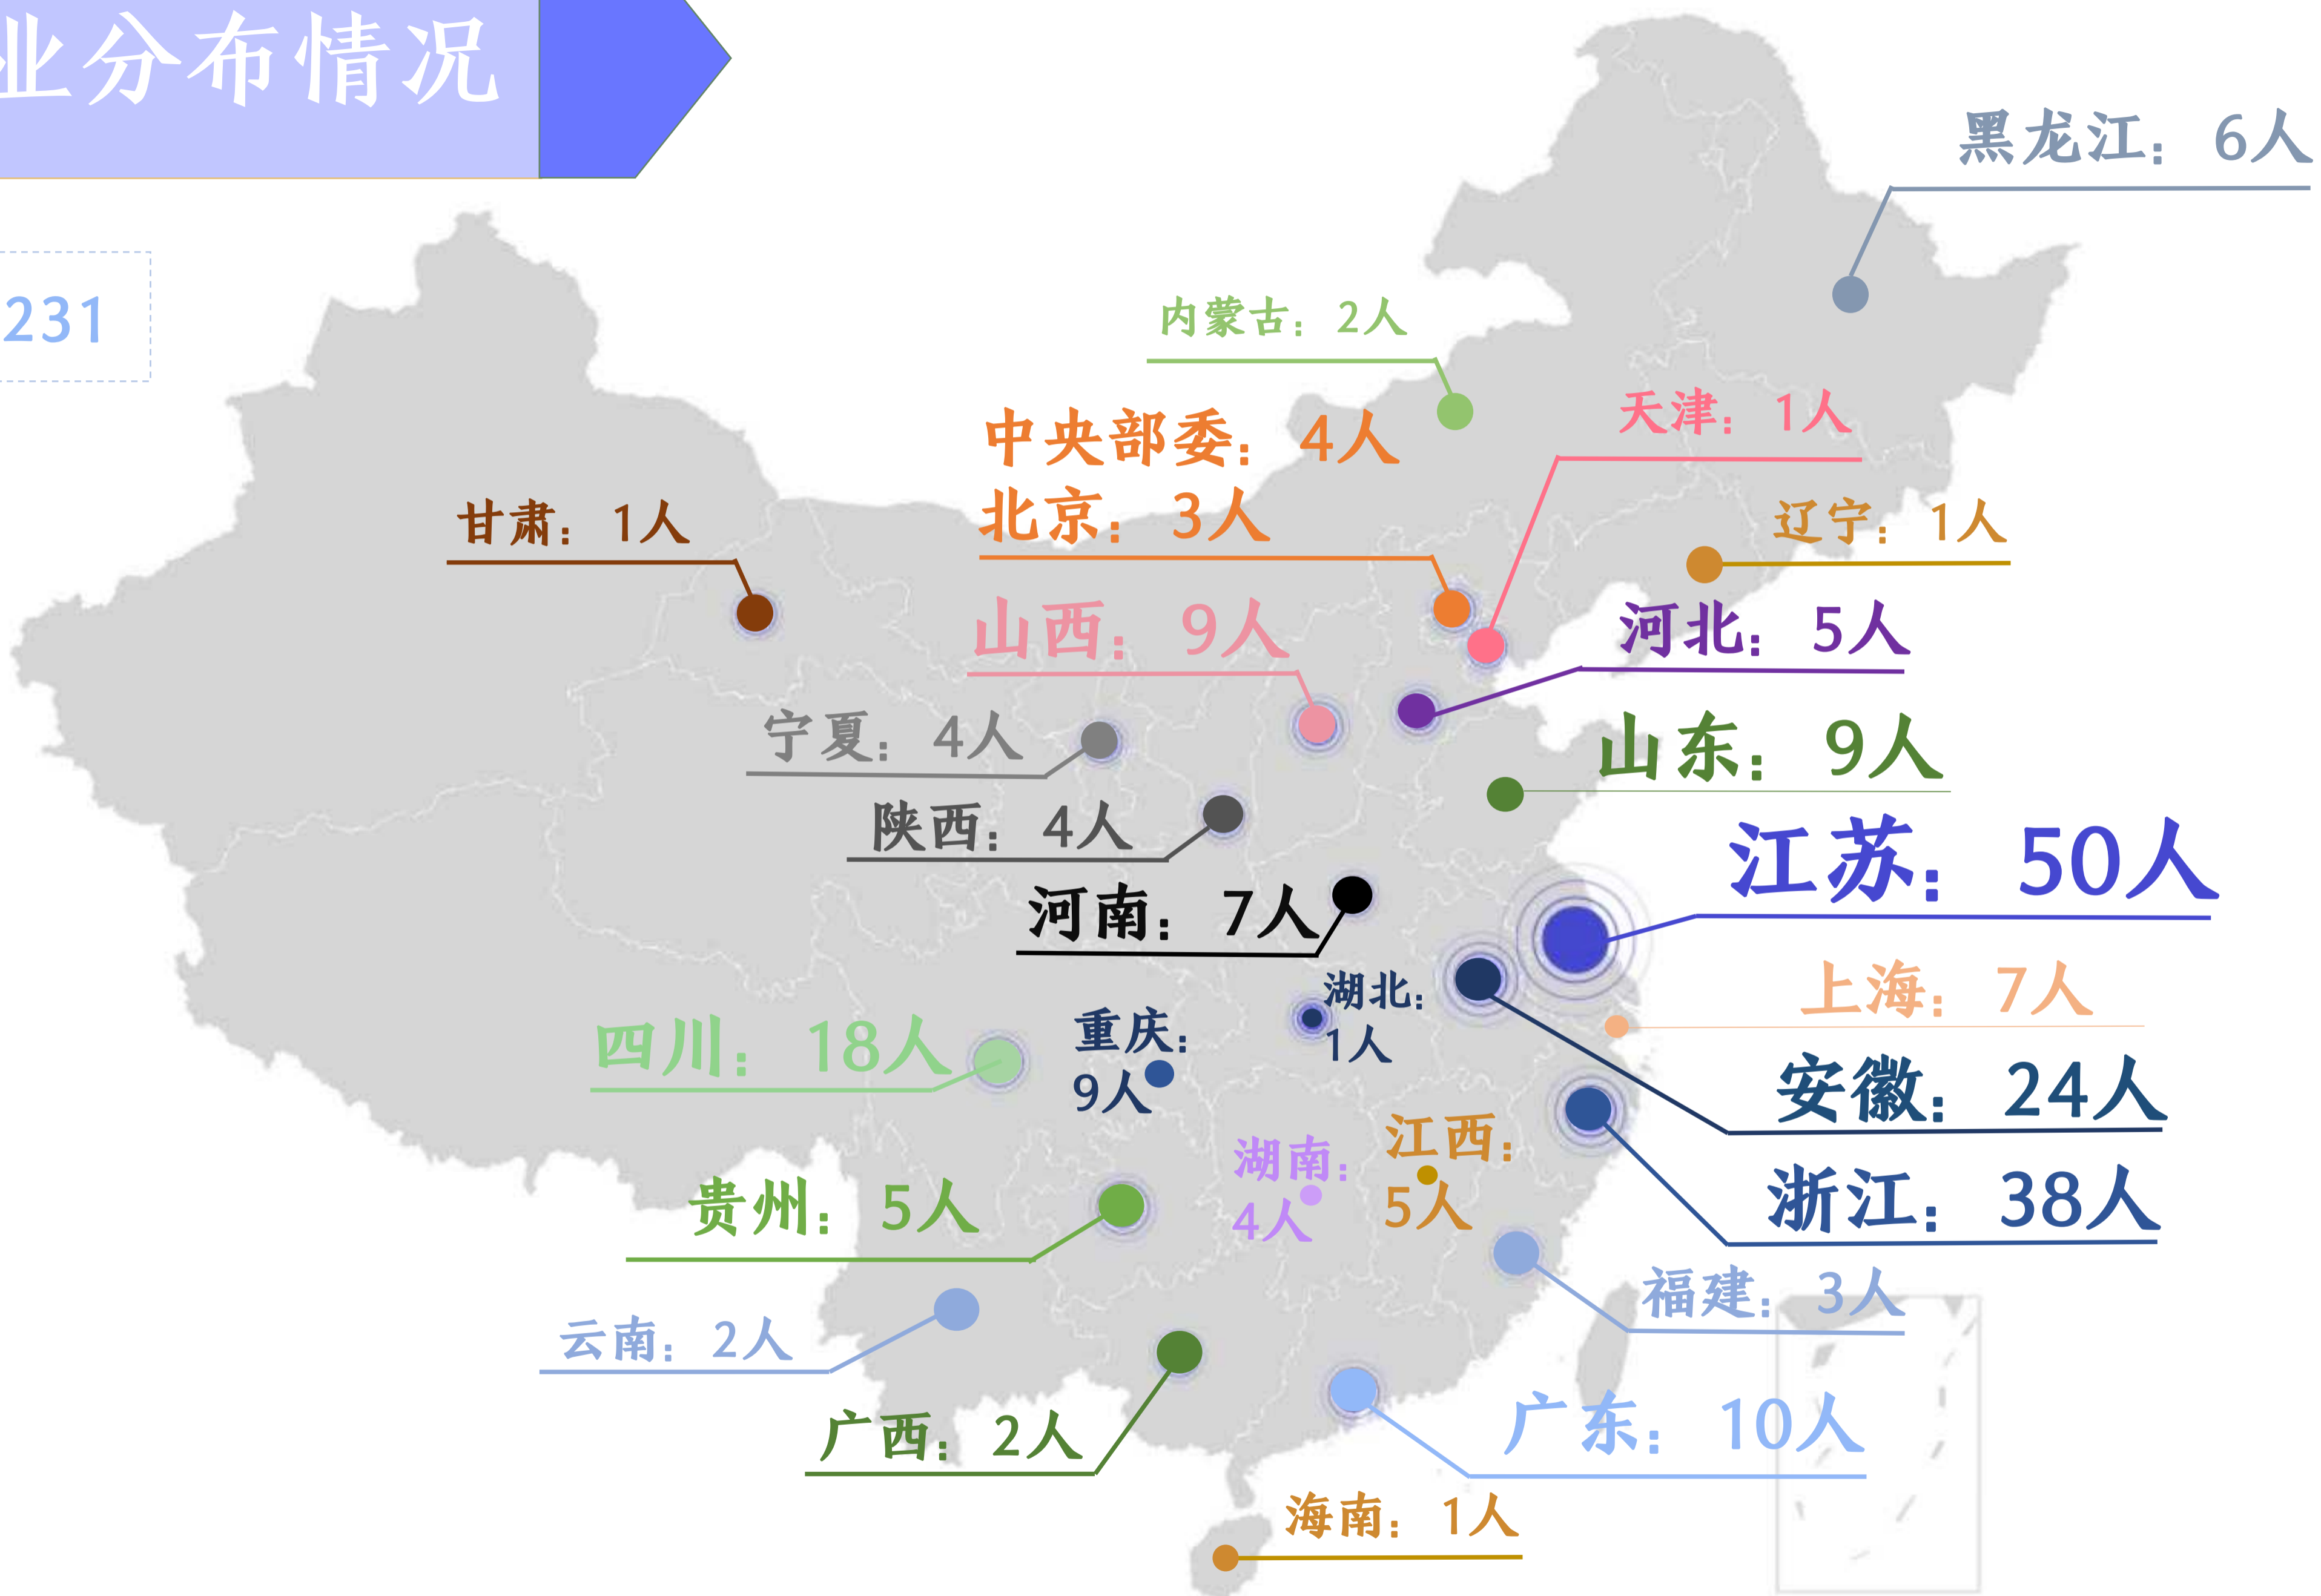 业分布情况
黑龙江： 6人
231
内蒙古： 2人
天津： 1人
中央部委： 4人
北京： 3人
甘肃： 1人
辽宁： 1人
山西： 9人
河北： 5人
宁夏： 4人
山东： 9人
陕西： 4人
江苏： 50人
河南： 7人
上海： 7人
湖北：
1人
四川： 18人
重庆：
9人
安徽： 24人
江西：
5人
湖南：
4人
浙江： 38人
贵州： 5人
福建： 3人
云南： 2人
广东： 10人
广西： 2人
海南： 1人